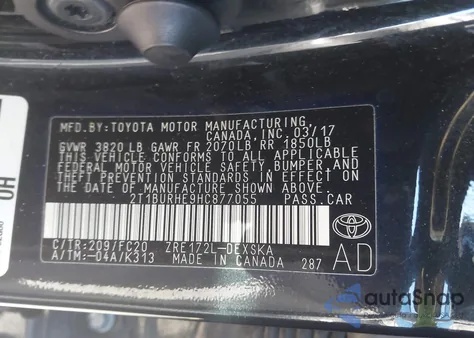 MFD.BY:TOYOTA MOTOR MANUFACTURING,
CANADA, INC. 03/17
GVWR 3820 LB GAWR FR 2070LB RR 1850LB
THIS VEHICLE CONFORMS TO ALL APPLICABLE
FEDERAL MOTOR VEHICLE SAFETY, BUMPER, AND
THEFT PREVENTION STANDARDS IN EFFECT ON
THE DATE OF MANUFACTURE SHOWN ABOVE.
2T1BURHE9HC877055 PASS.CAR
C/TR:209/FC20 ZRE172L-DEXSKA
A/TM:-04A/K313 MADE IN CANADA 287
AD
TOYOTA
HO
autoSnap